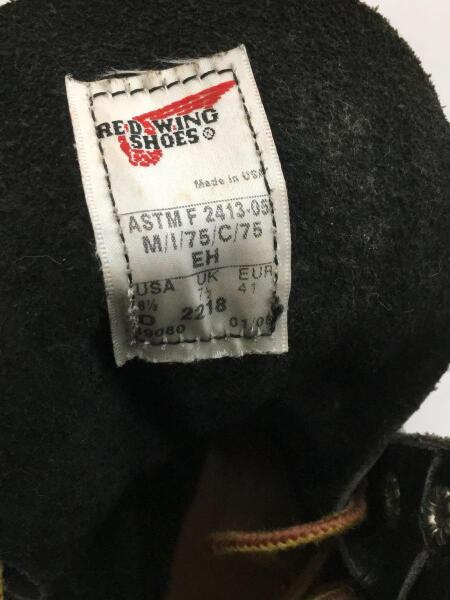 RED WING
SHOES®
Made in USA
ASTM F 2413-05
M/I/75/C/75
EH
USA UK EUR
8½ 7½ 41
D 2218
01/09